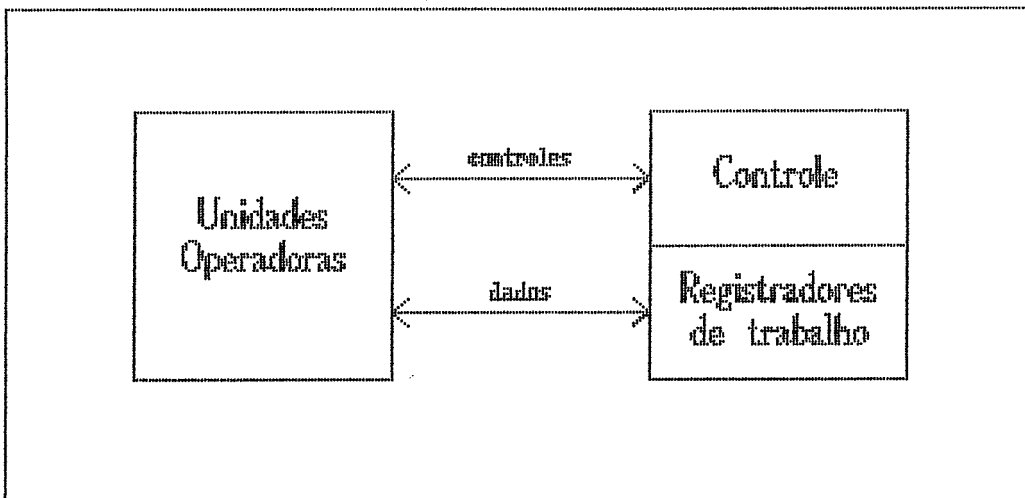 Unidades
Operadoras
controles
dados
Controle
Registradores
de trabalho